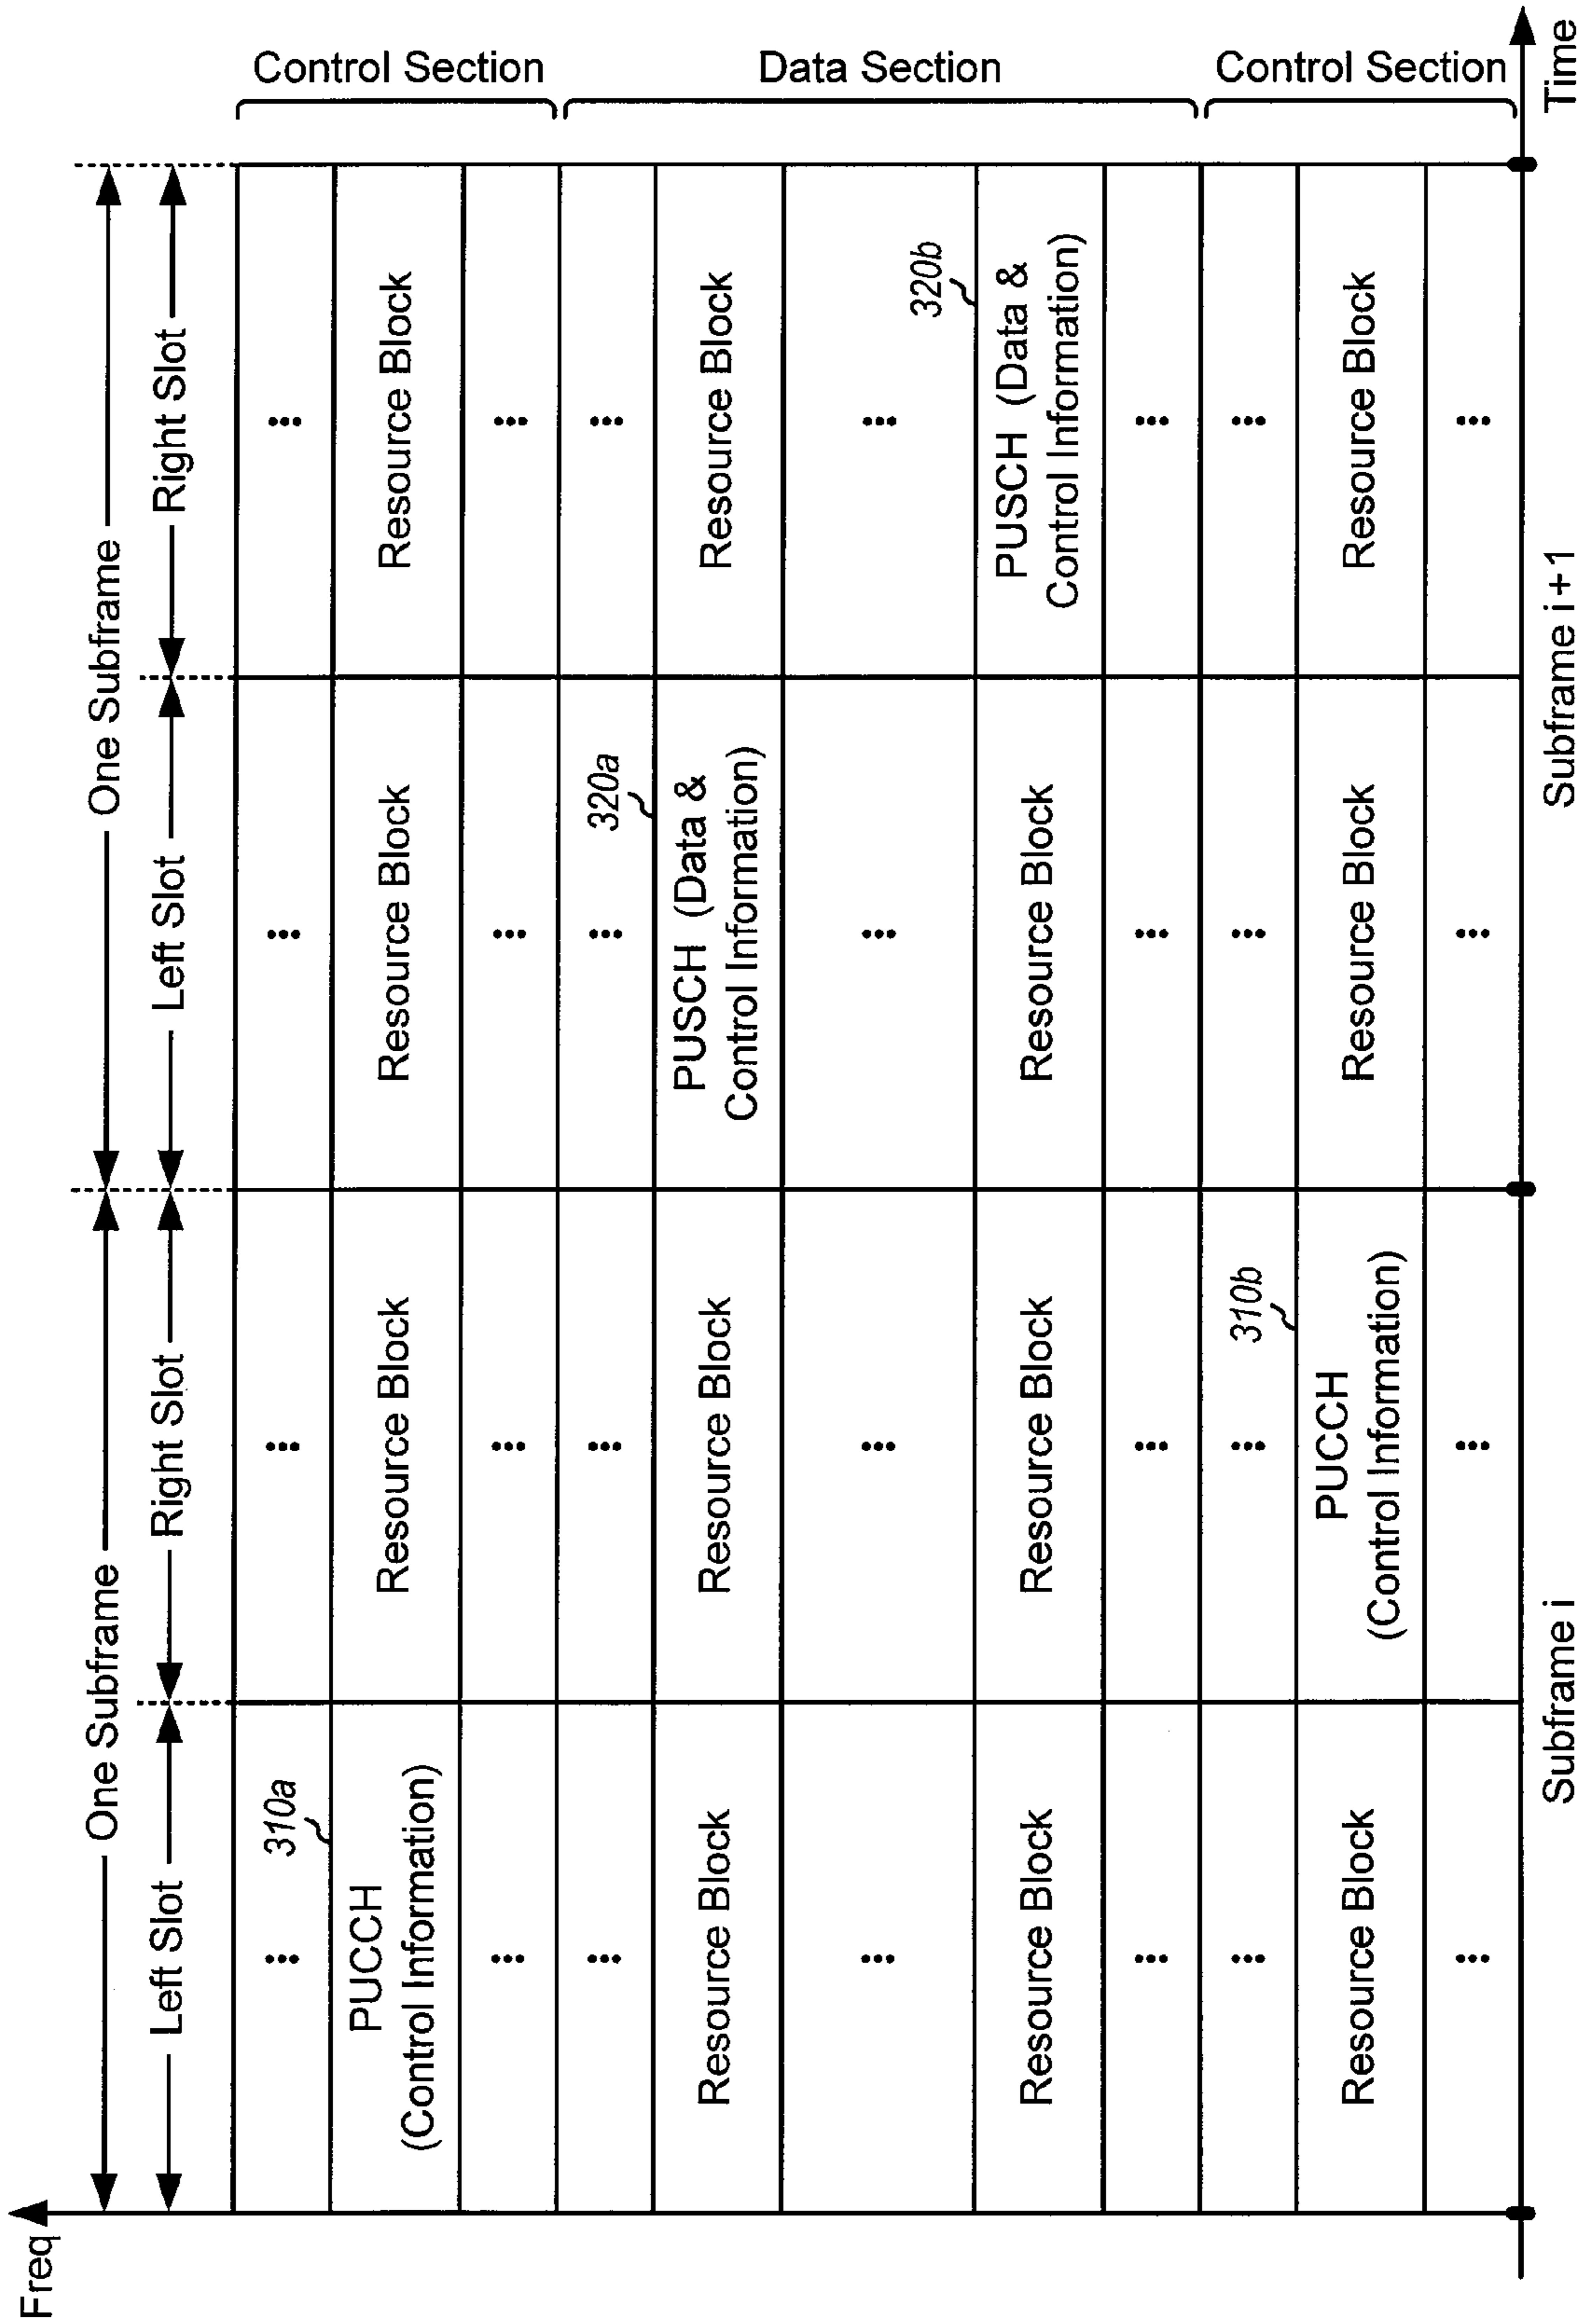 Freq
One Subframe
One Subframe
Left Slot
Right Slot
Left Slot
Right Slot
...
...
...
...
Control Section
310a
PUCCH
(Control Information)
Resource Block
Resource Block
Resource Block
...
...
...
...
...
...
...
...
Data Section
320a
Resource Block
Resource Block
PUSCH (Data &
Control Information)
Resource Block
...
...
...
...
320b
Resource Block
Resource Block
Resource Block
PUSCH (Data &
Control Information)
...
...
...
...
...
...
...
...
Control Section
310b
Resource Block
PUCCH
(Control Information)
Resource Block
Resource Block
...
...
...
...
Subframe i
Subframe i + 1
Time